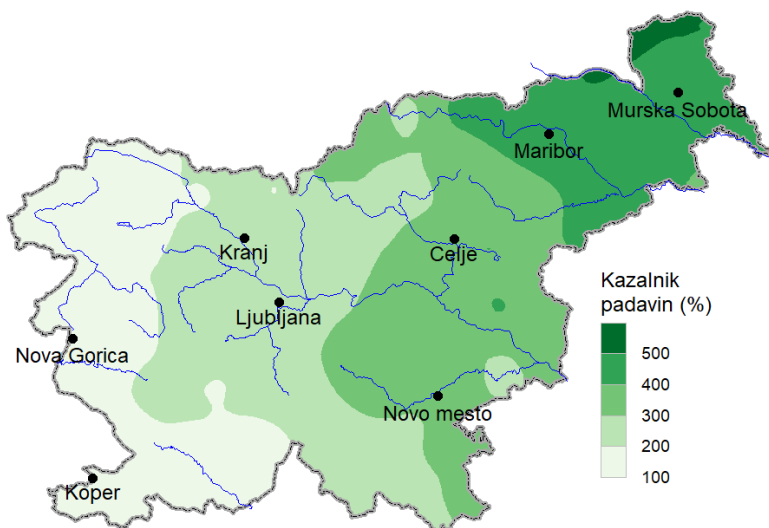 Murska Sobota
Maribor
Kranj
Celje
Ljubljana
Nova Gorica
Novo mesto
Koper
Kazalnik
padavin (%)
500
400
300
200
100